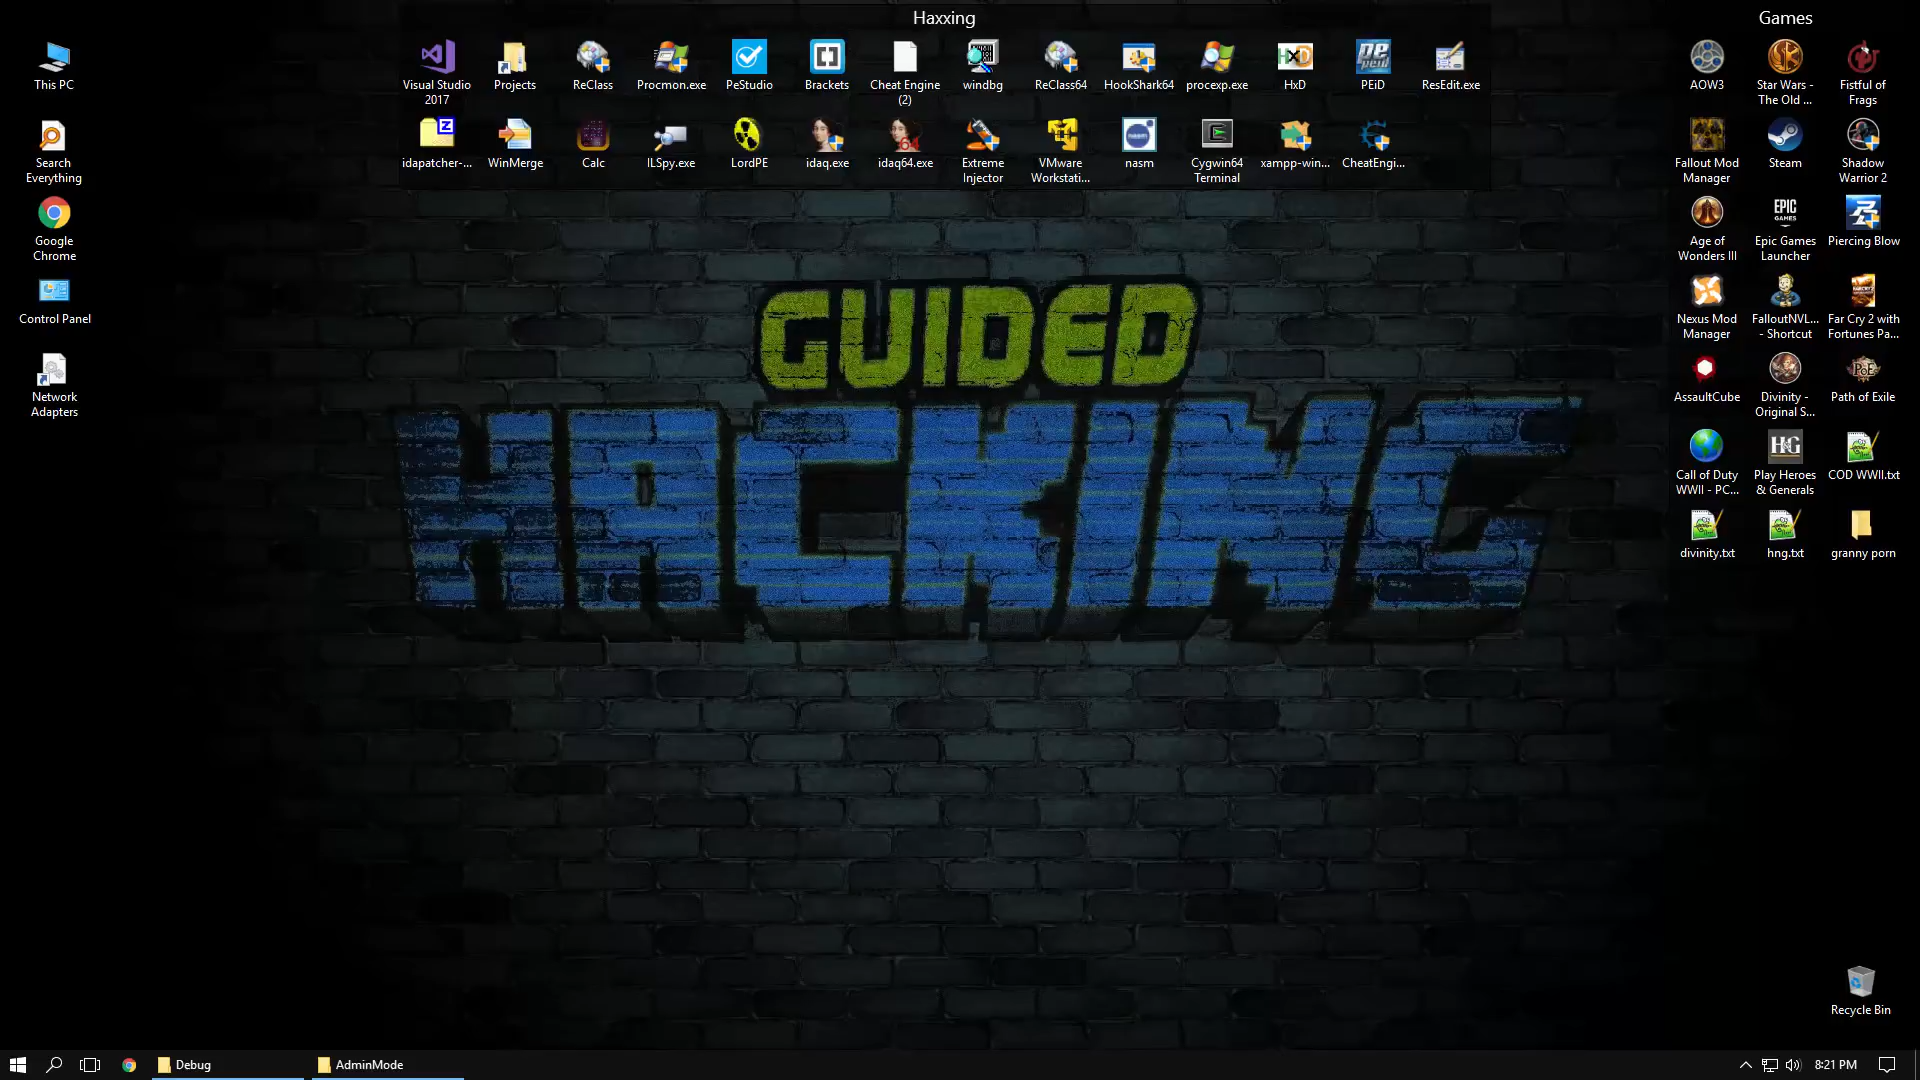 Haxxing
Games
This PC
Search
Everything
Google
Chrome
Control Panel
Network
Adapters
Visual Studio
2017
Projects
ReClass
Procmon.exe
PeStudio
Brackets
Cheat Engine
(2)
windbg
ReClass64
HookShark64
procexp.exe
HxD
PEiD
ResEdit.exe
idapatcher-...
WinMerge
Calc
ILSpy.exe
LordPE
idaq.exe
idaq64.exe
Extreme
Injector
VMware
Workstati...
nasm
Cygwin64
Terminal
xampp-win...
CheatEngi...
AOW3
Star Wars -
The Old ...
Fistful of
Frags
Fallout Mod
Manager
Steam
Shadow
Warrior 2
Age of
Wonders III
EPIC
GAMES
Epic Games
Launcher
Piercing Blow
Nexus Mod
Manager
FalloutNVL...
- Shortcut
Far Cry 2 with
Fortunes Pa...
AssaultCube
Divinity -
Original S...
Path of Exile
Call of Duty
WWII - PC...
Play Heroes
& Generals
COD WWII.txt
divinity.txt
hng.txt
granny porn
GUIDED
HACKING
Recycle Bin
Debug
AdminMode
8:21 PM